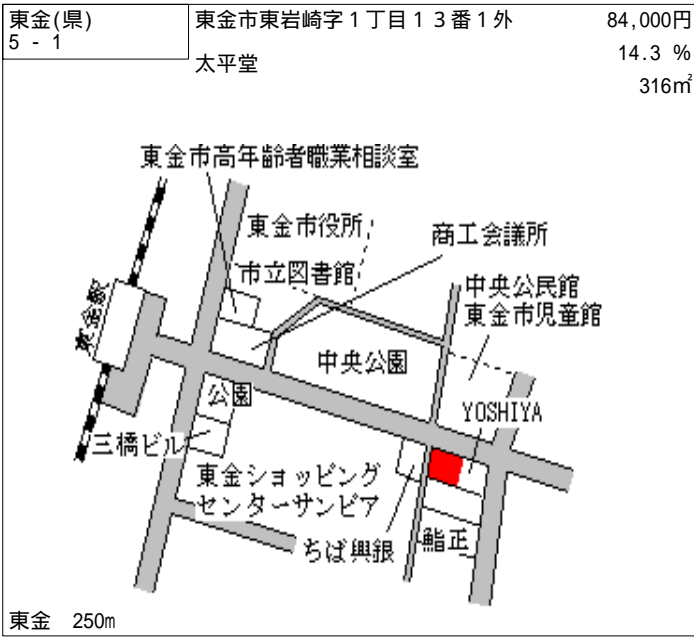 東金(県)
5 - 1
東金市東岩崎字１丁目１３番１外
84,000円
太平堂
14.3 %
316㎡
東金市高年齢者職業相談室
東金市役所
商工会議所
市立図書館
中央公民館
東金市児童館
東金駅
中央公園
公園
YOSHIYA
三橋ビル
東金ショッピング
センターサンピア
ちば興銀
鮨正
東金 250m